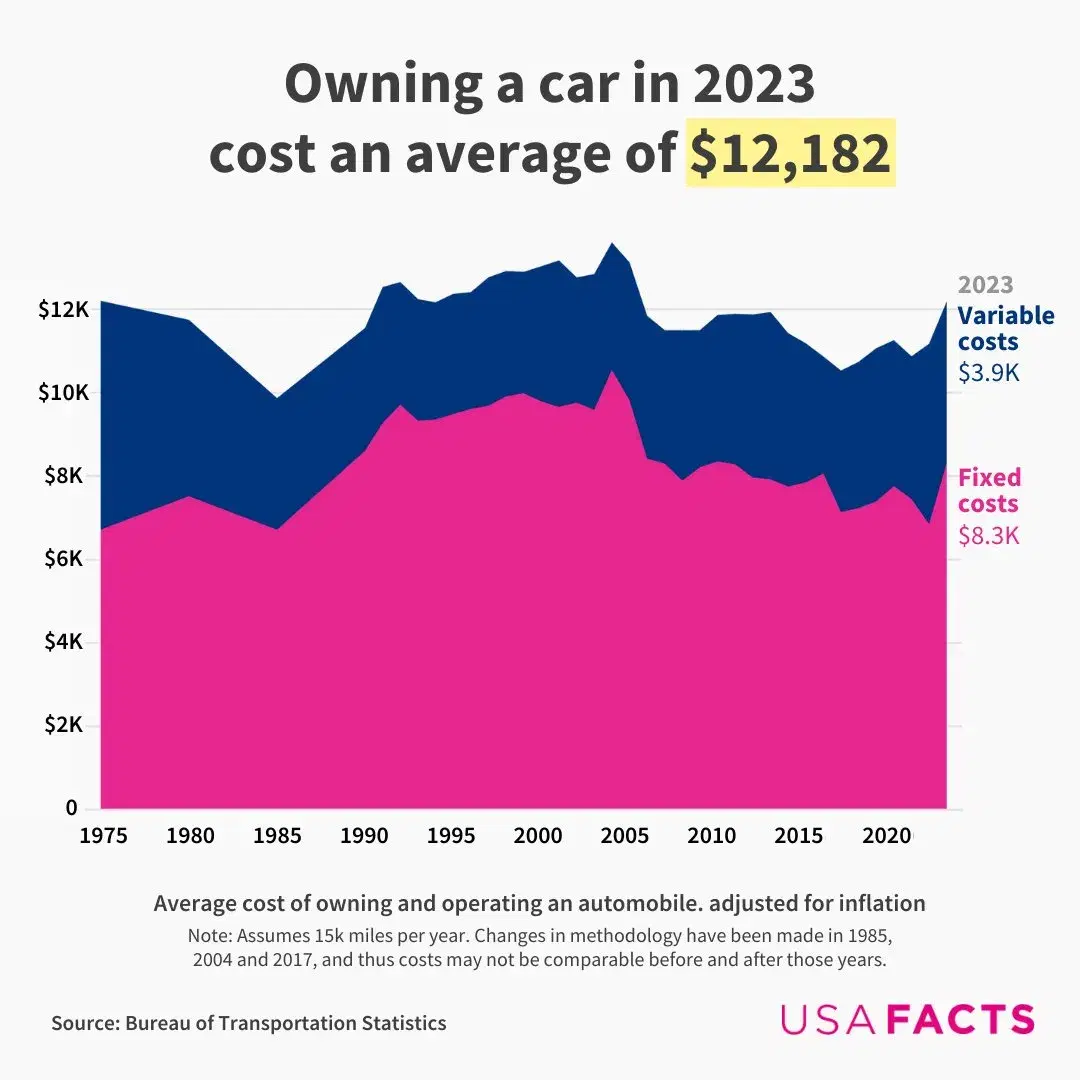 Owning a car in 2023
cost an average of $12,182
$12K
$10K
$8K
$6K
$4K
$2K
0
2023
Variable
costs
$3.9K
Fixed
costs
$8.3K
1975 1980 1985 1990 1995 2000 2005 2010 2015 2020
Average cost of owning and operating an automobile. adjusted for inflation
Note: Assumes 15k miles per year. Changes in methodology have been made in 1985,
2004 and 2017, and thus costs may not be comparable before and after those years.
Source: Bureau of Transportation Statistics
USAFACTS